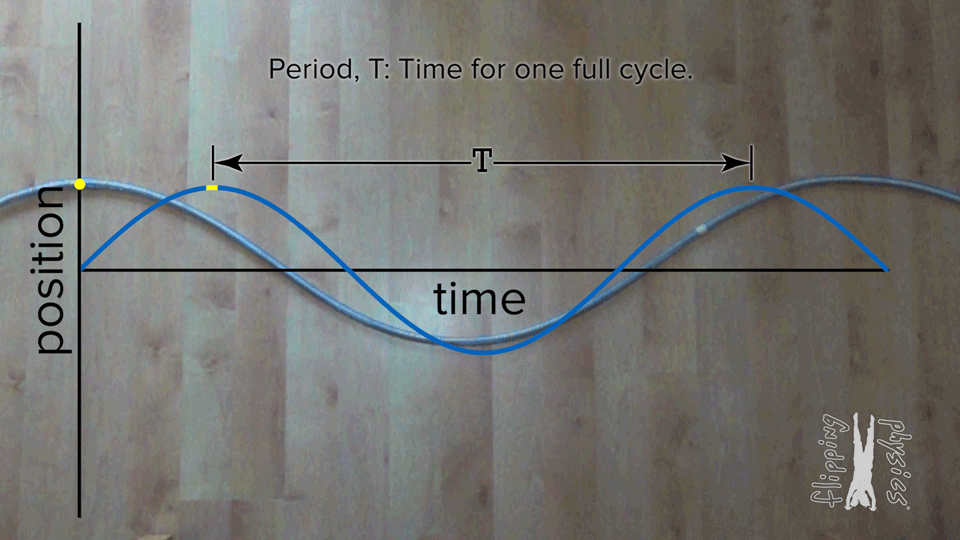 Period, T: Time for one full cycle.
T
position
time
flipping
physics